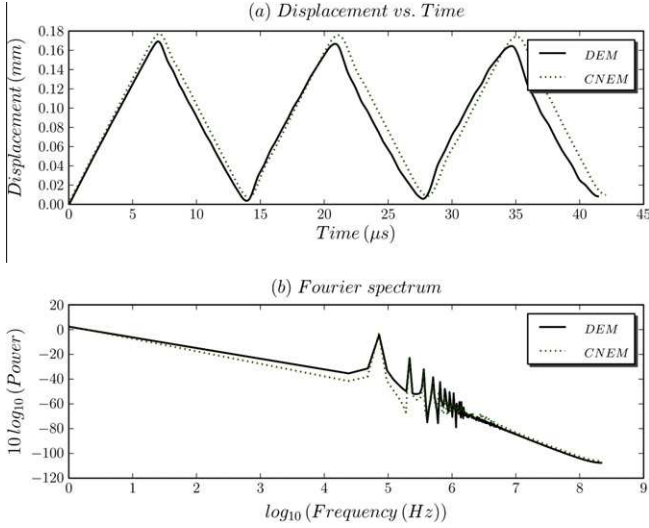 (a) Displacement vs. Time
Displacement (mm)
0.18
0.16
0.14
0.12
0.10
0.08
0.06
0.04
0.02
0.00
DEM
CNEM
0 5 10 15 20 25 30 35 40 45
Time (μs)
(b) Fourier spectrum
10 log10 (Power)
20
0
−20
−40
−60
−80
−100
−120
DEM
CNEM
0 1 2 3 4 5 6 7 8 9
log10 (Frequency (Hz))